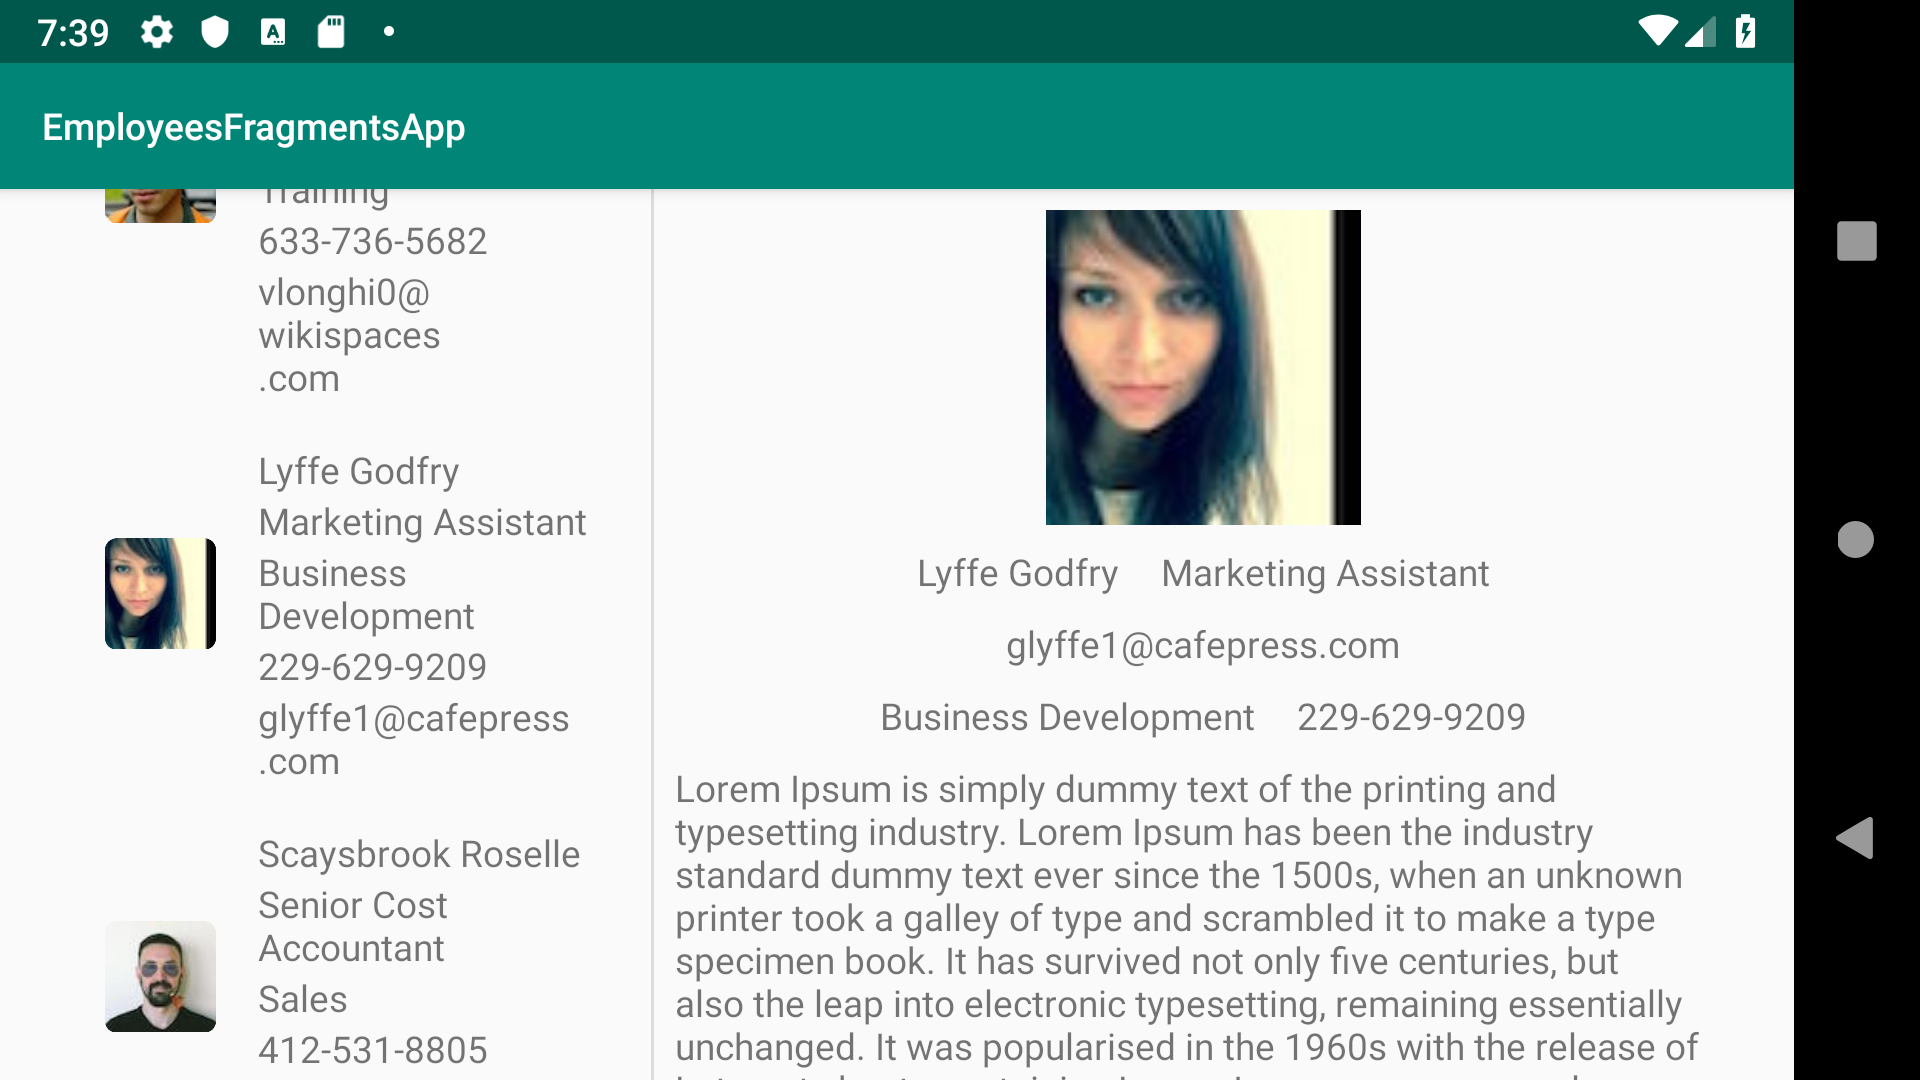 7:39
EmployeesFragmentsApp
Training
633-736-5682
vlonghi0@
wikispaces
.com
Lyffe Godfry
Marketing Assistant
Business
Development
229-629-9209
glyffe1@cafepress
.com
Scaysbrook Roselle
Senior Cost
Accountant
Sales
412-531-8805
Lyffe Godfry Marketing Assistant
glyffe1@cafepress.com
Business Development 229-629-9209
Lorem Ipsum is simply dummy text of the printing and
typesetting industry. Lorem Ipsum has been the industry
standard dummy text ever since the 1500s, when an unknown
printer took a galley of type and scrambled it to make a type
specimen book. It has survived not only five centuries, but
also the leap into electronic typesetting, remaining essentially
unchanged. It was popularised in the 1960s with the release of